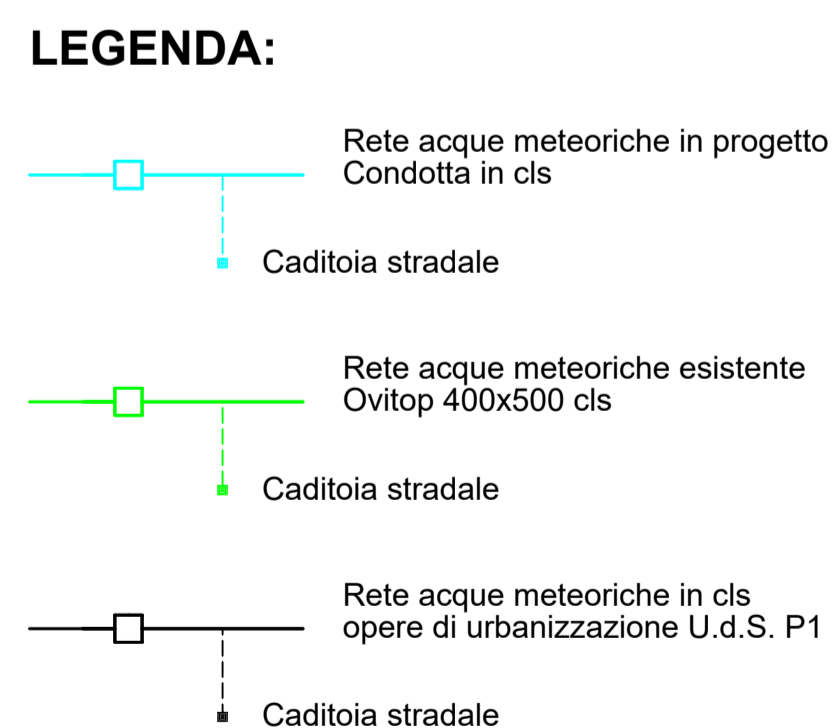 LEGENDA:
Rete acque meteoriche in progetto
Condotta in cls
Caditoia stradale
Rete acque meteoriche esistente
Ovitop 400x500 cls
Caditoia stradale
Rete acque meteoriche in cls
opere di urbanizzazione U.d.S. P1
Caditoia stradale